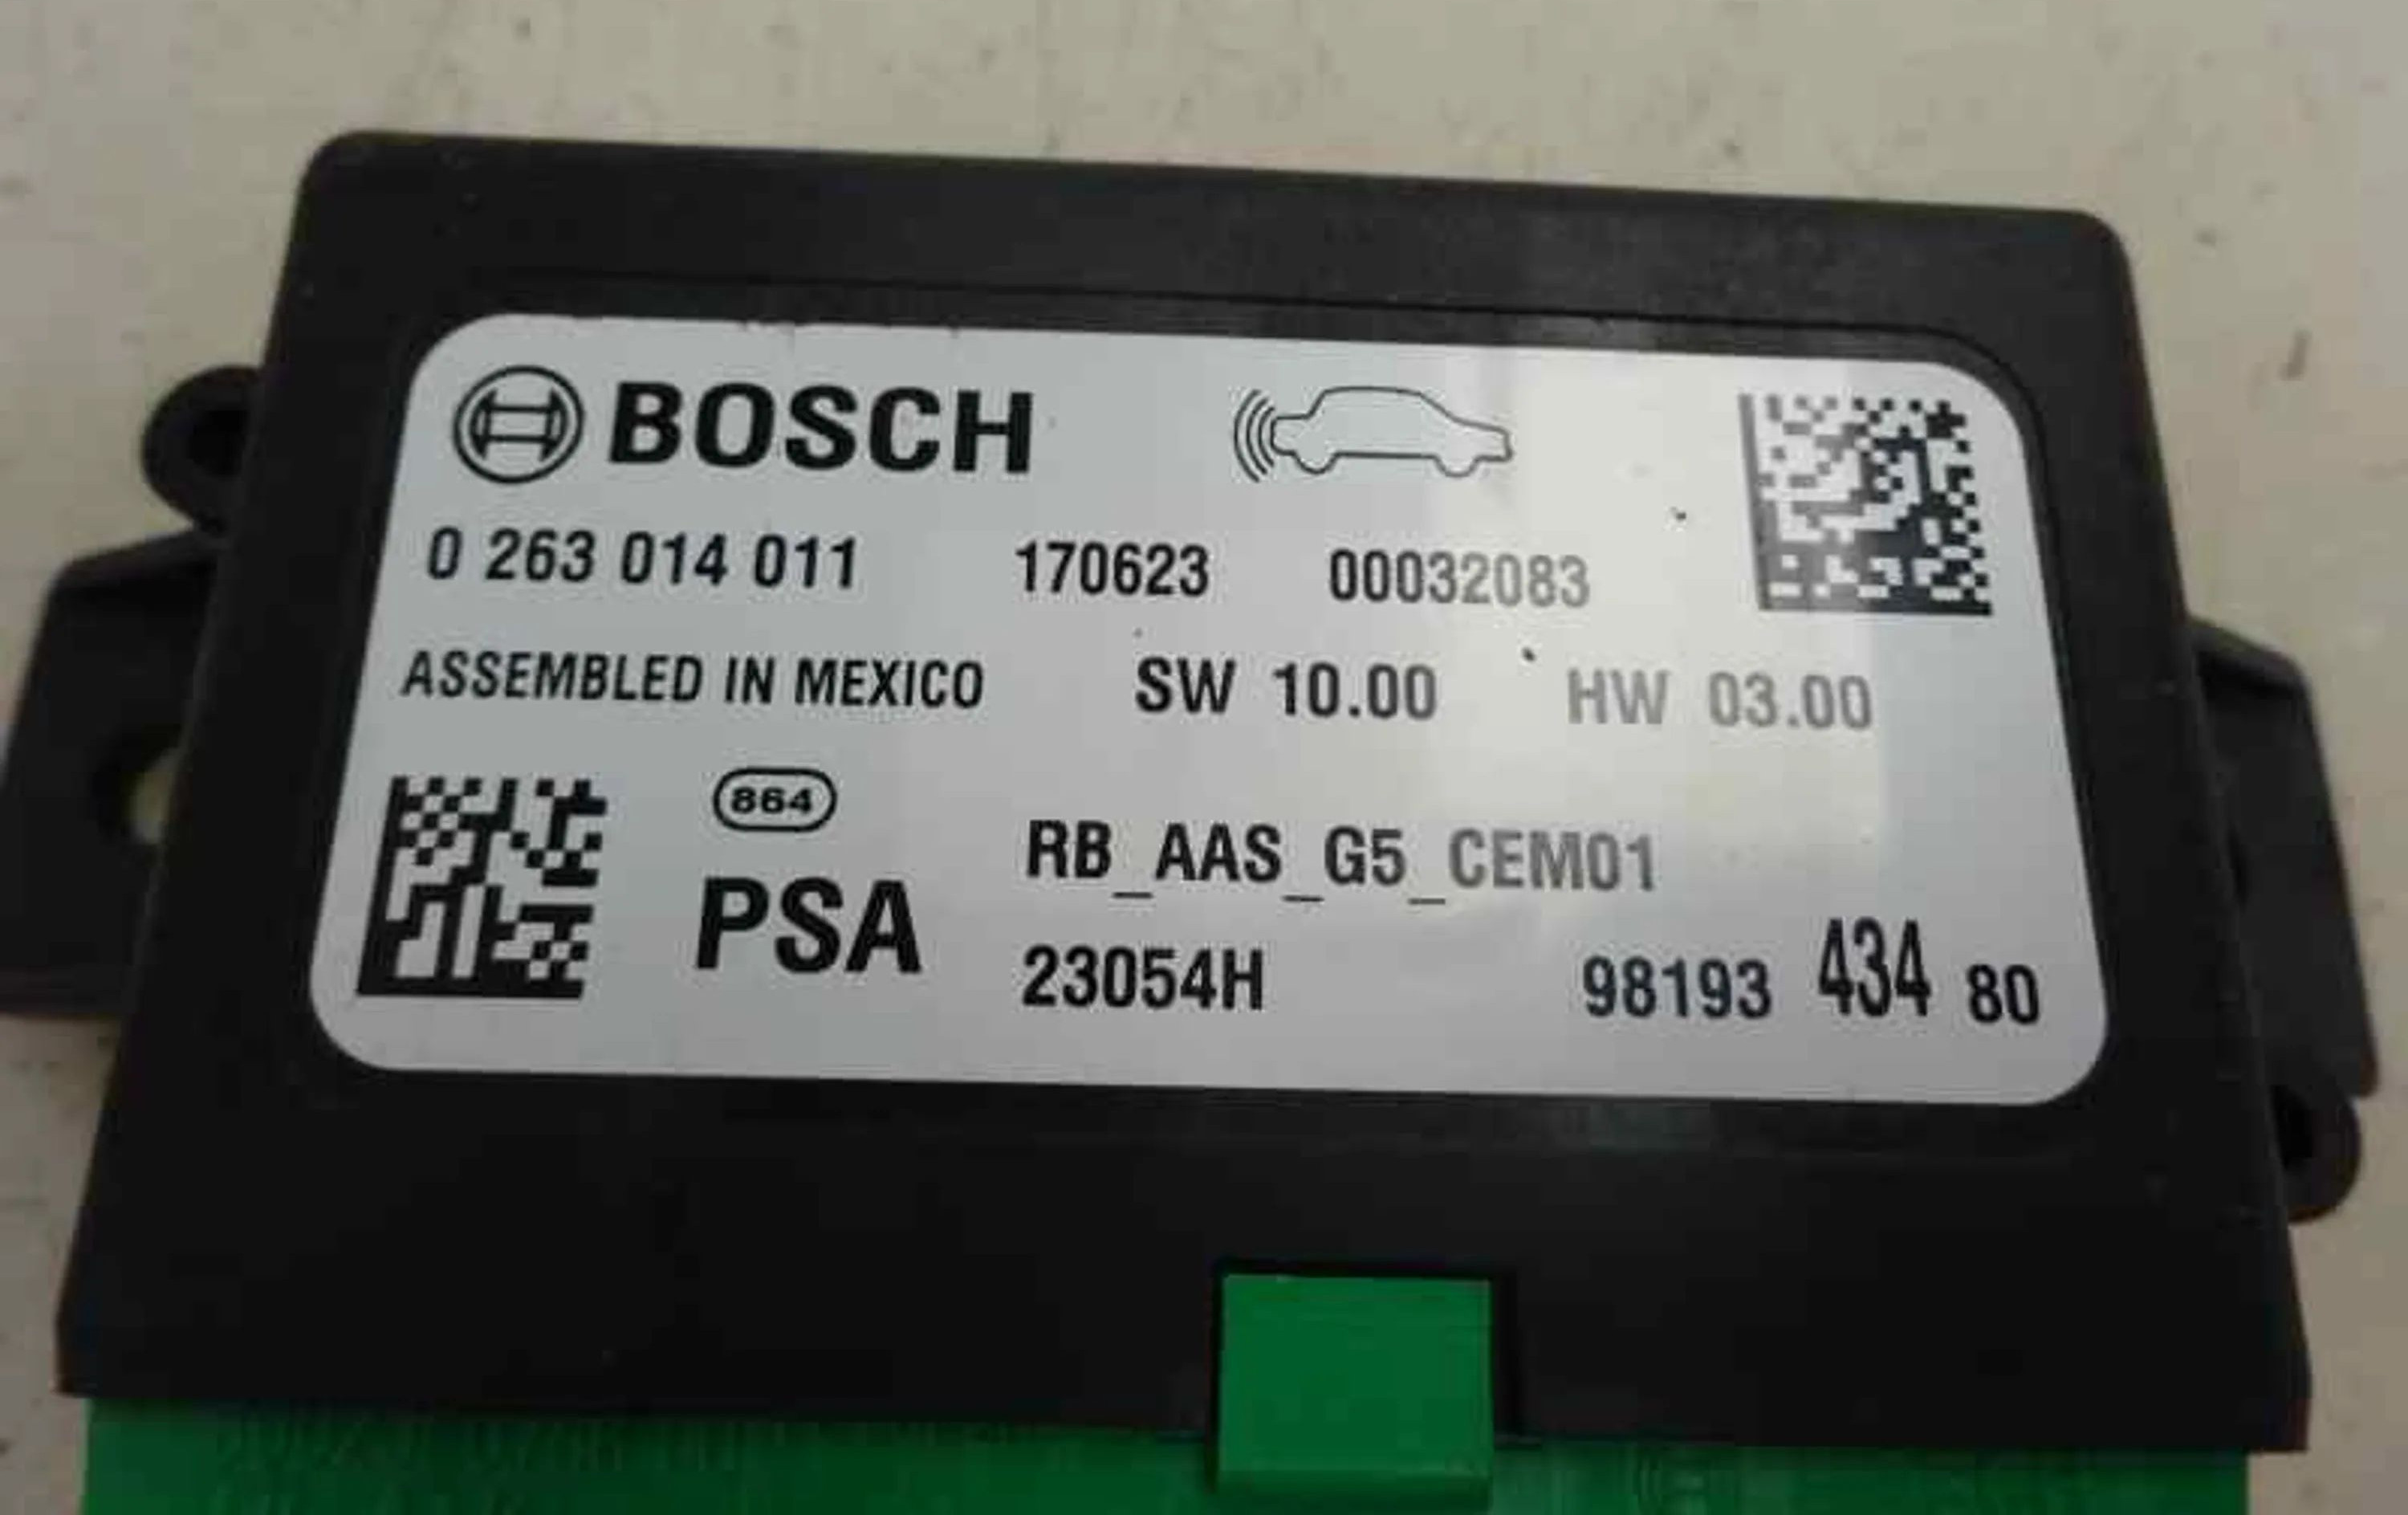 BOSCH
0 263 014 011 170623 00032083
ASSEMBLED IN MEXICO SW 10.00 HW 03.00
864
PSA RB_AAS_G5_CEM01
23054H 98193 434 80